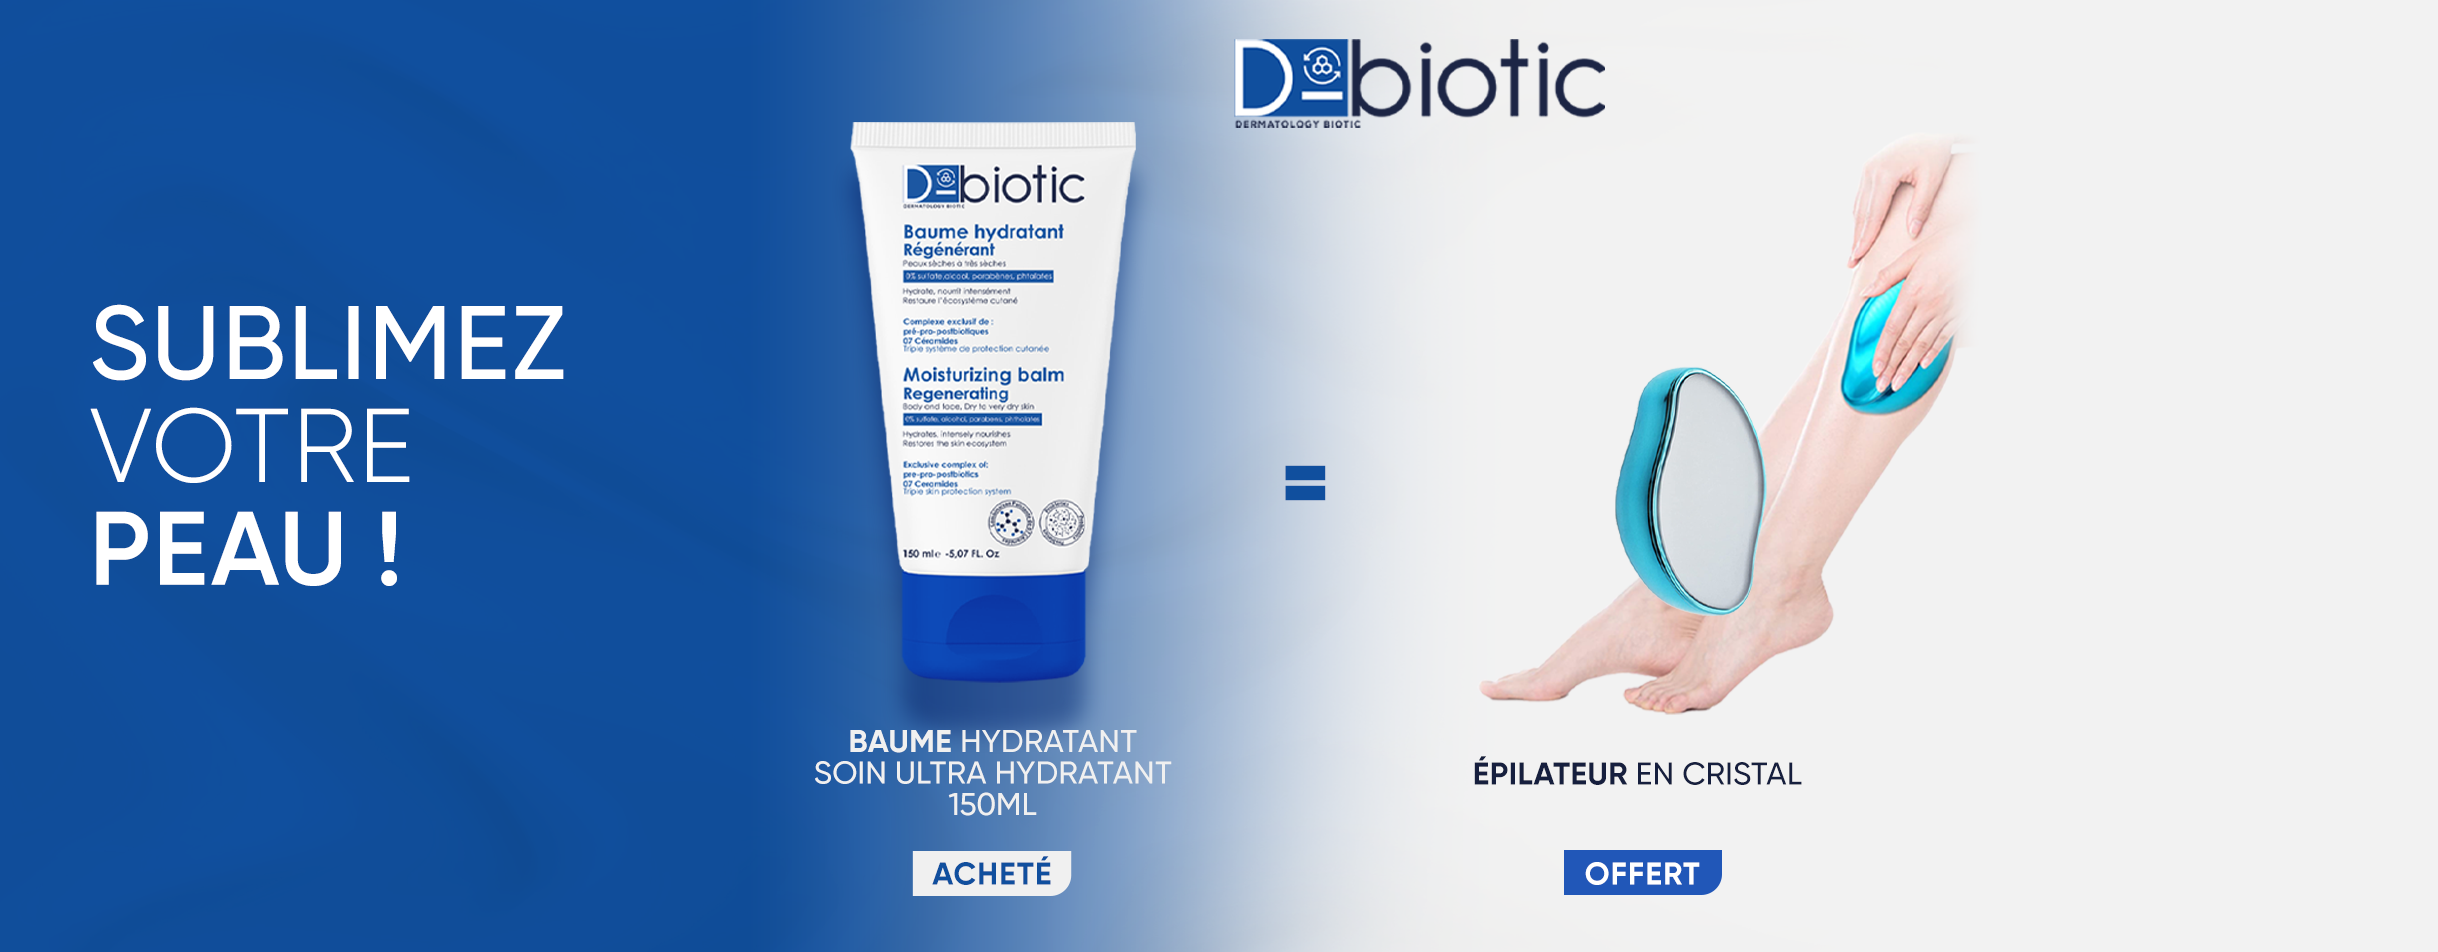 SUBLIMEZ
VOTRE
PEAU !
D-biotic
DERMATOLOGY BIOTIC
D-biotic
DERMATOLOGY BIOTIC
Baume hydratant
Régénérant
Peaux sèches à très sèches
0% sulfate, alcool, parabènes, phtalates
Hydrate, nourrit intensément
Restaure l'écosystème cutané
Complexe exclusif de :
pré-pro-postbiotiques
07 Céramides
Triple système de protection cutanée
Moisturizing balm
Regenerating
Body and face, Dry to very dry skin
0% sulfate, alcohol, parabens, phthalates
Hydrates, intensely nourishes
Restores the skin ecosystem
Exclusive complex of:
pre-pro-postbiotics
07 Ceramides
Triple skin protection system
150 ml e -5,07 FL. Oz
=
BAUME HYDRATANT
SOIN ULTRA HYDRATANT
150ML
ACHETÉ
ÉPILATEUR EN CRISTAL
OFFERT